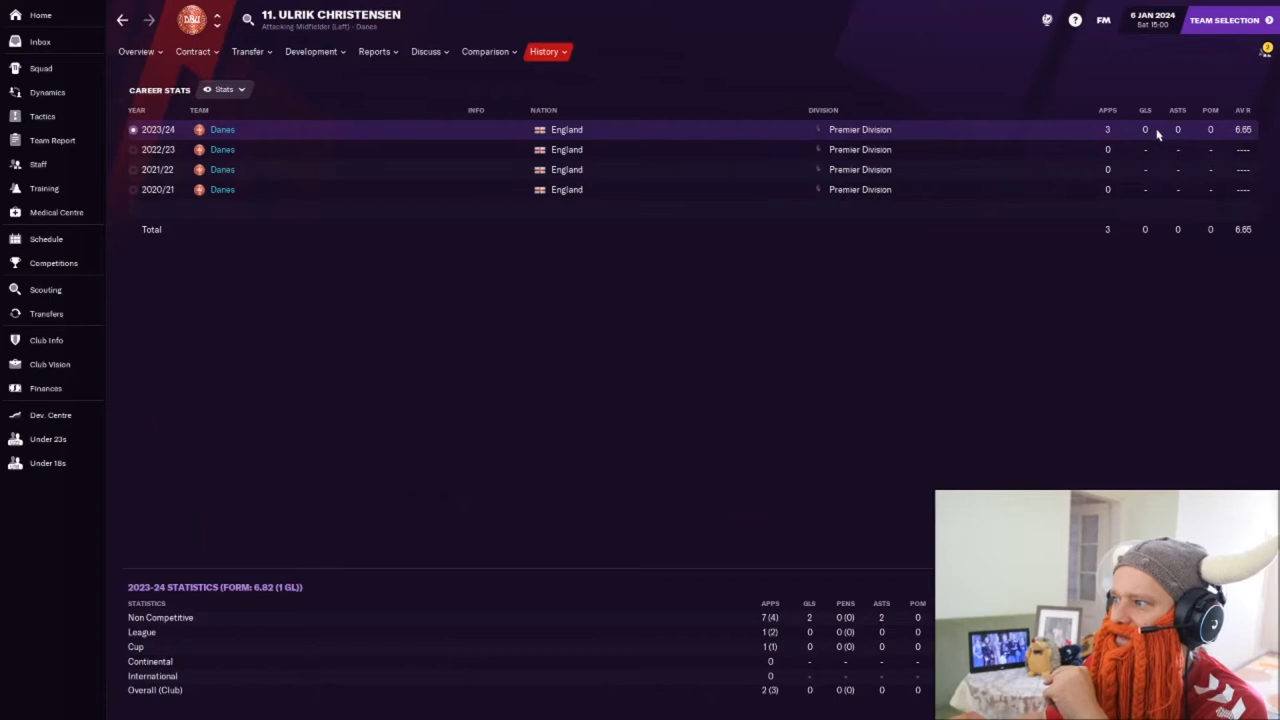 11. ULRIK CHRISTENSEN
Attacking Midfielder (Left) - Danes
DBU
FM
6 JAN 2024
Sat 15:00
TEAM SELECTION
2
Home
Inbox
Squad
Dynamics
Tactics
Team Report
Staff
Training
Medical Centre
Schedule
Competitions
Scouting
Transfers
Club Info
Club Vision
Finances
Dev. Centre
Under 23s
Under 18s
Overview Contract Transfer Development Reports Discuss Comparison History
CAREER STATS Stats
YEAR TEAM INFO NATION DIVISION APPS GLS ASTS POM AV R
2023/24 Danes England Premier Division 3 0 0 0 6.65
2022/23 Danes England Premier Division 0 - - - ----
2021/22 Danes England Premier Division 0 - - - ----
2020/21 Danes England Premier Division 0 - - - ----
Total 3 0 0 0 6.65
2023-24 STATISTICS (FORM: 6.82 (1 GL))
STATISTICS APPS GLS PENS ASTS POM
Non Competitive 7 (4) 2 0 (0) 2 0
League 1 (2) 0 0 (0) 0 0
Cup 1 (1) 0 0 (0) 0 0
Continental 0 - - - -
International 0 - - - -
Overall (Club) 2 (3) 0 0 (0) 0 0